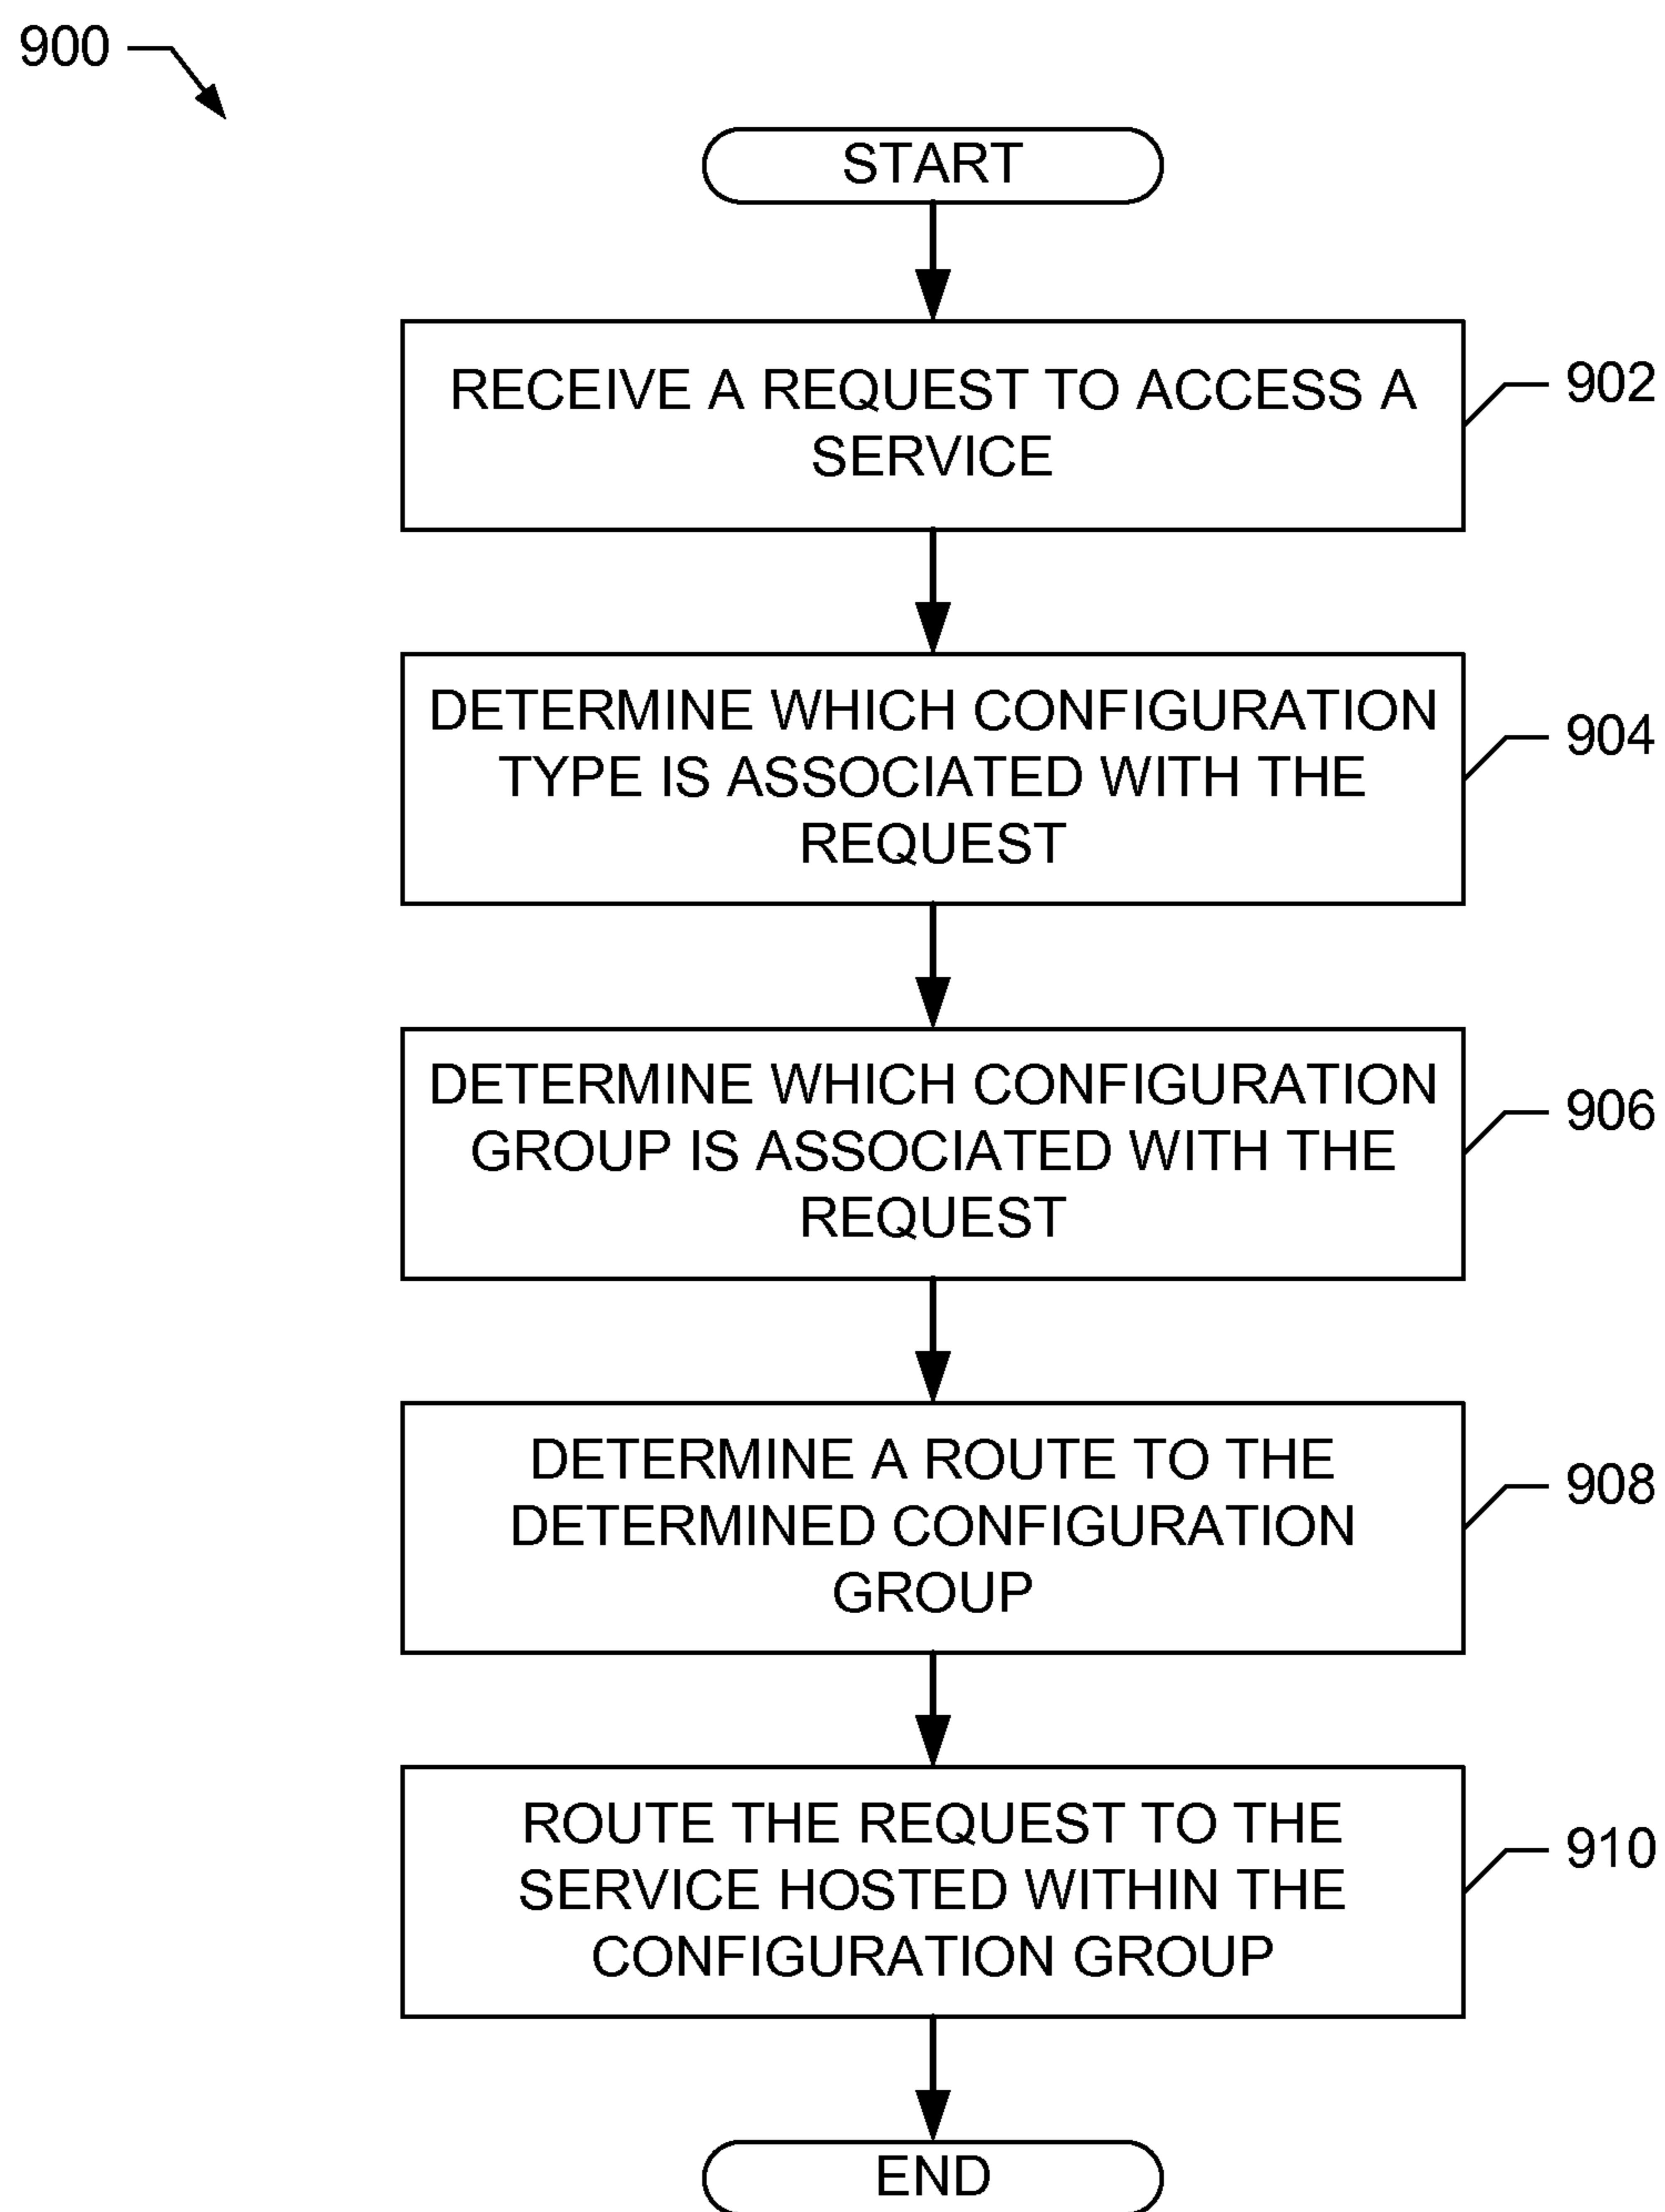 900
START
RECEIVE A REQUEST TO ACCESS A
SERVICE
902
DETERMINE WHICH CONFIGURATION
TYPE IS ASSOCIATED WITH THE
REQUEST
904
DETERMINE WHICH CONFIGURATION
GROUP IS ASSOCIATED WITH THE
REQUEST
906
DETERMINE A ROUTE TO THE
DETERMINED CONFIGURATION
GROUP
908
ROUTE THE REQUEST TO THE
SERVICE HOSTED WITHIN THE
CONFIGURATION GROUP
910
END